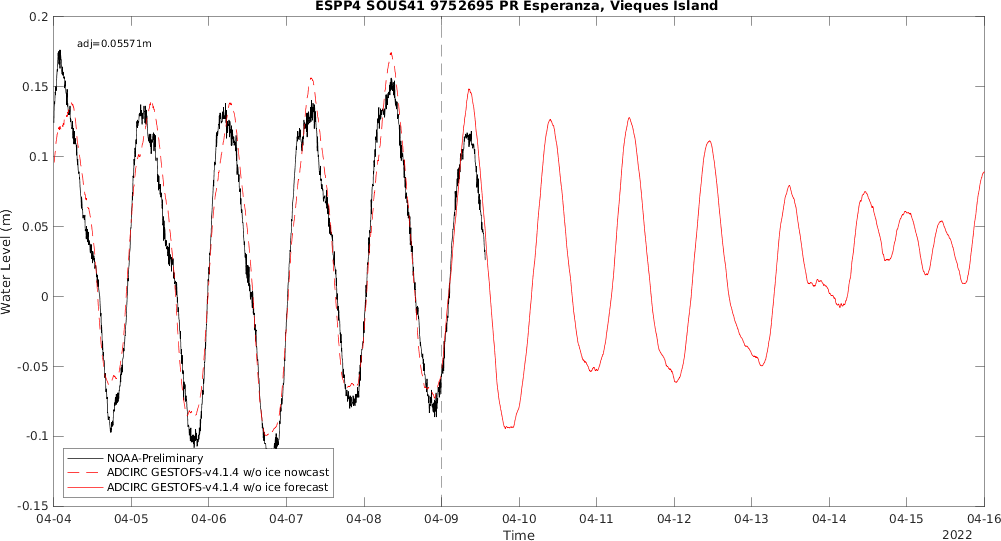 ESPP4 SOUS41 9752695 PR Esperanza, Vieques Island
0.2
adj=0.05571m
0.15
0.1
0.05
0
-0.05
-0.1
-0.15
Water Level (m)
NOAA-Preliminary
ADCIRC GESTOFS-v4.1.4 w/o ice nowcast
ADCIRC GESTOFS-v4.1.4 w/o ice forecast
04-04 04-05 04-06 04-07 04-08 04-09 04-10 04-11 04-12 04-13 04-14 04-15 04-16
Time
2022